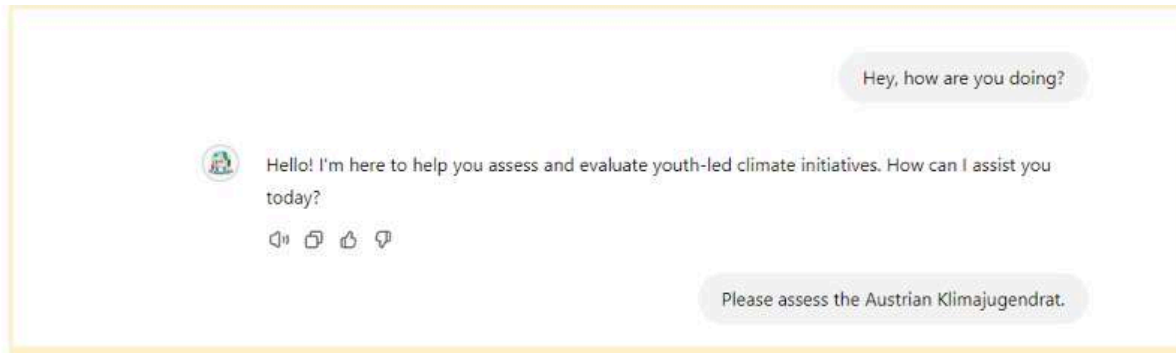 Hey, how are you doing?
Hello! I'm here to help you assess and evaluate youth-led climate initiatives. How can I assist you
today?
Please assess the Austrian Klimajugendrat.